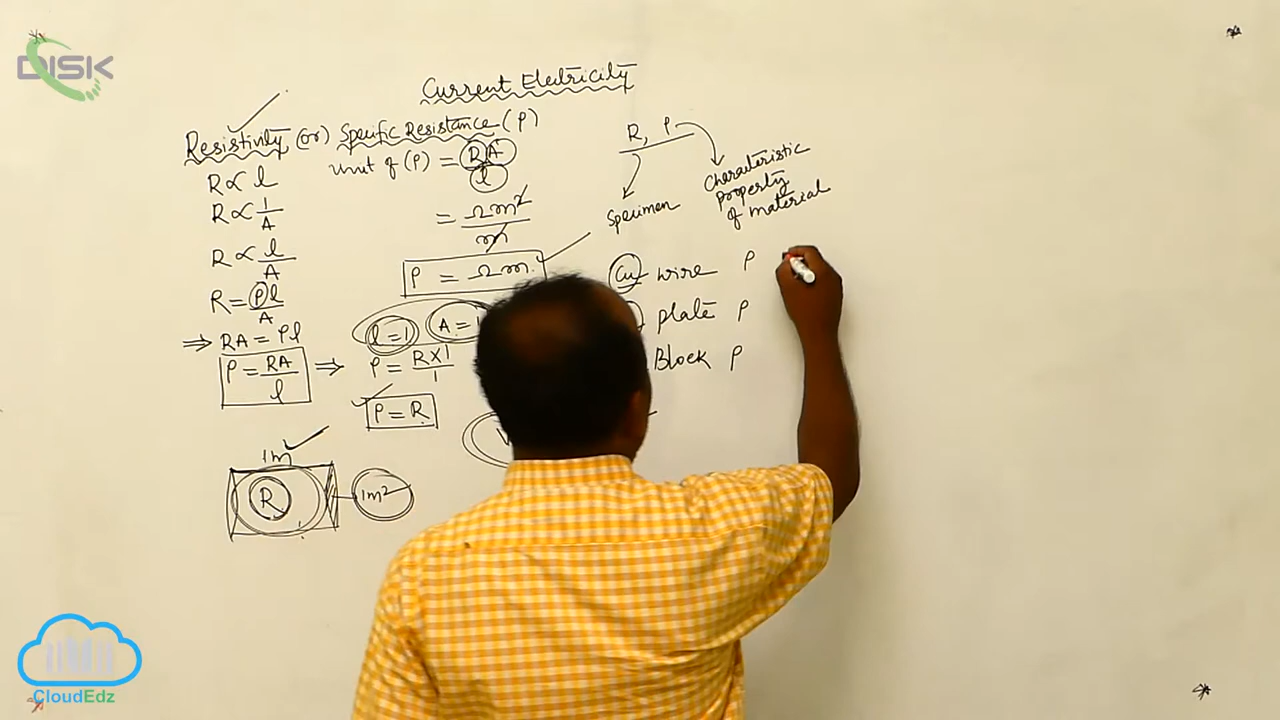 DISK
Current Electricity
Resistivity (or) Specific Resistance (ρ)
R ∝ l
R ∝ 1/A
R ∝ l/A
R = ρl/A
⇒ RA = ρl
ρ = RA/l ⇒
unit of (ρ) = RA/l
= Ωm²/m
ρ = Ωm.
l=1 A=1
ρ = R×1/1
ρ = R
1m
R
1m²
R, ρ
Specimen
Characteristic
property
of material
Cu wire ρ
plate ρ
Block ρ
CloudEdz